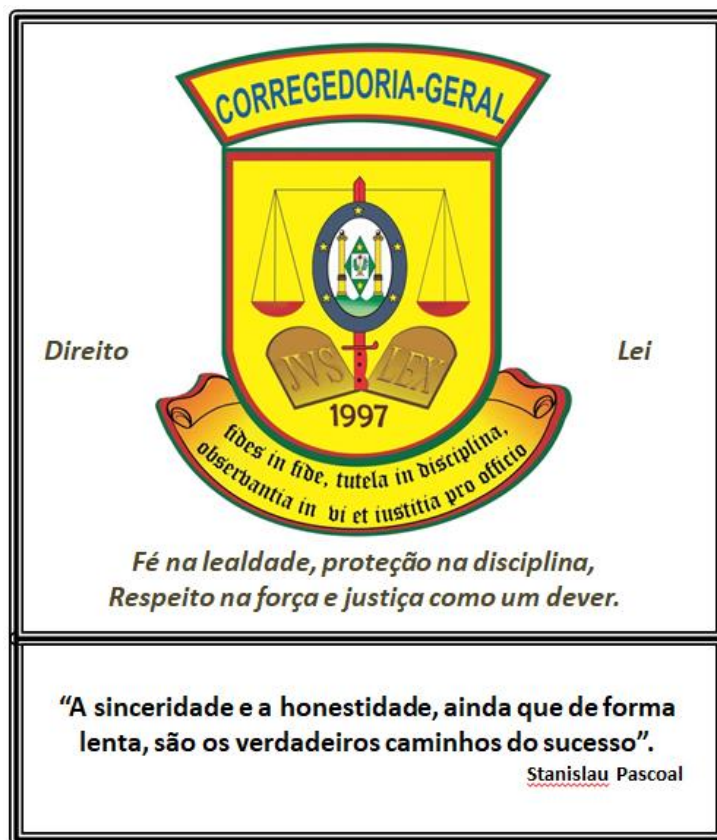 CORREGEDORIA-GERAL
Direito
Lei
JVS LEX
1997
fides in fide, tutela in disciplina,
observantia in vi et iustitia pro officio
Fé na lealdade, proteção na disciplina,
Respeito na força e justiça como um dever.
“A sinceridade e a honestidade, ainda que de forma
lenta, são os verdadeiros caminhos do sucesso”.
Stanislau Pascoal